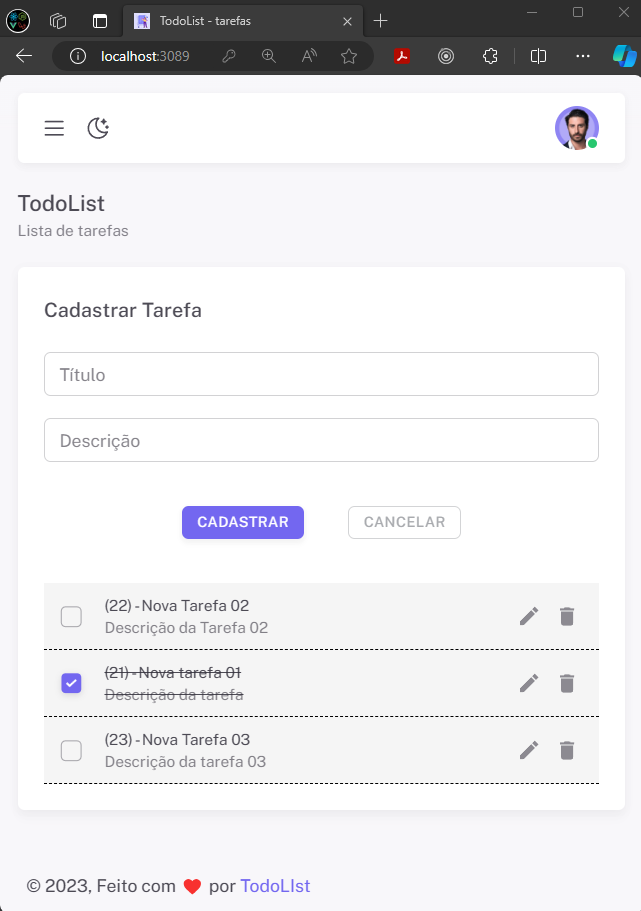 TodoList - tarefas
localhost:3089
TodoList
Lista de tarefas
Cadastrar Tarefa
Título
Descrição
CADASTRAR
CANCELAR
(22) - Nova Tarefa 02
Descrição da Tarefa 02
(21) - Nova tarefa 01
Descrição da tarefa
(23) - Nova Tarefa 03
Descrição da tarefa 03
© 2023, Feito com ❤️ por TodoLIst